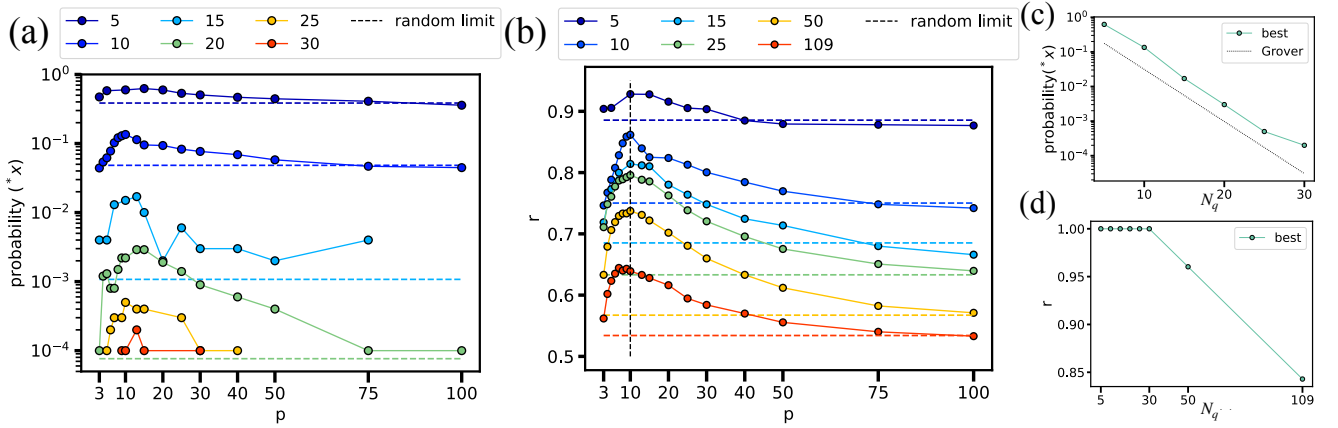 (a)
5 15 25 random limit
10 20 30
probability (*x)
10^0
10^-1
10^-2
10^-3
10^-4
3 10 20 30 40 50 75 100
p
(b)
5 15 50 random limit
10 25 109
r
0.9
0.8
0.7
0.6
0.5
3 10 20 30 40 50 75 100
p
(c)
best
Grover
probability(*x)
10^0
10^-1
10^-2
10^-3
10^-4
10 20 30
N_q
(d)
best
r
1.00
0.95
0.90
0.85
5 30 50 109
N_q